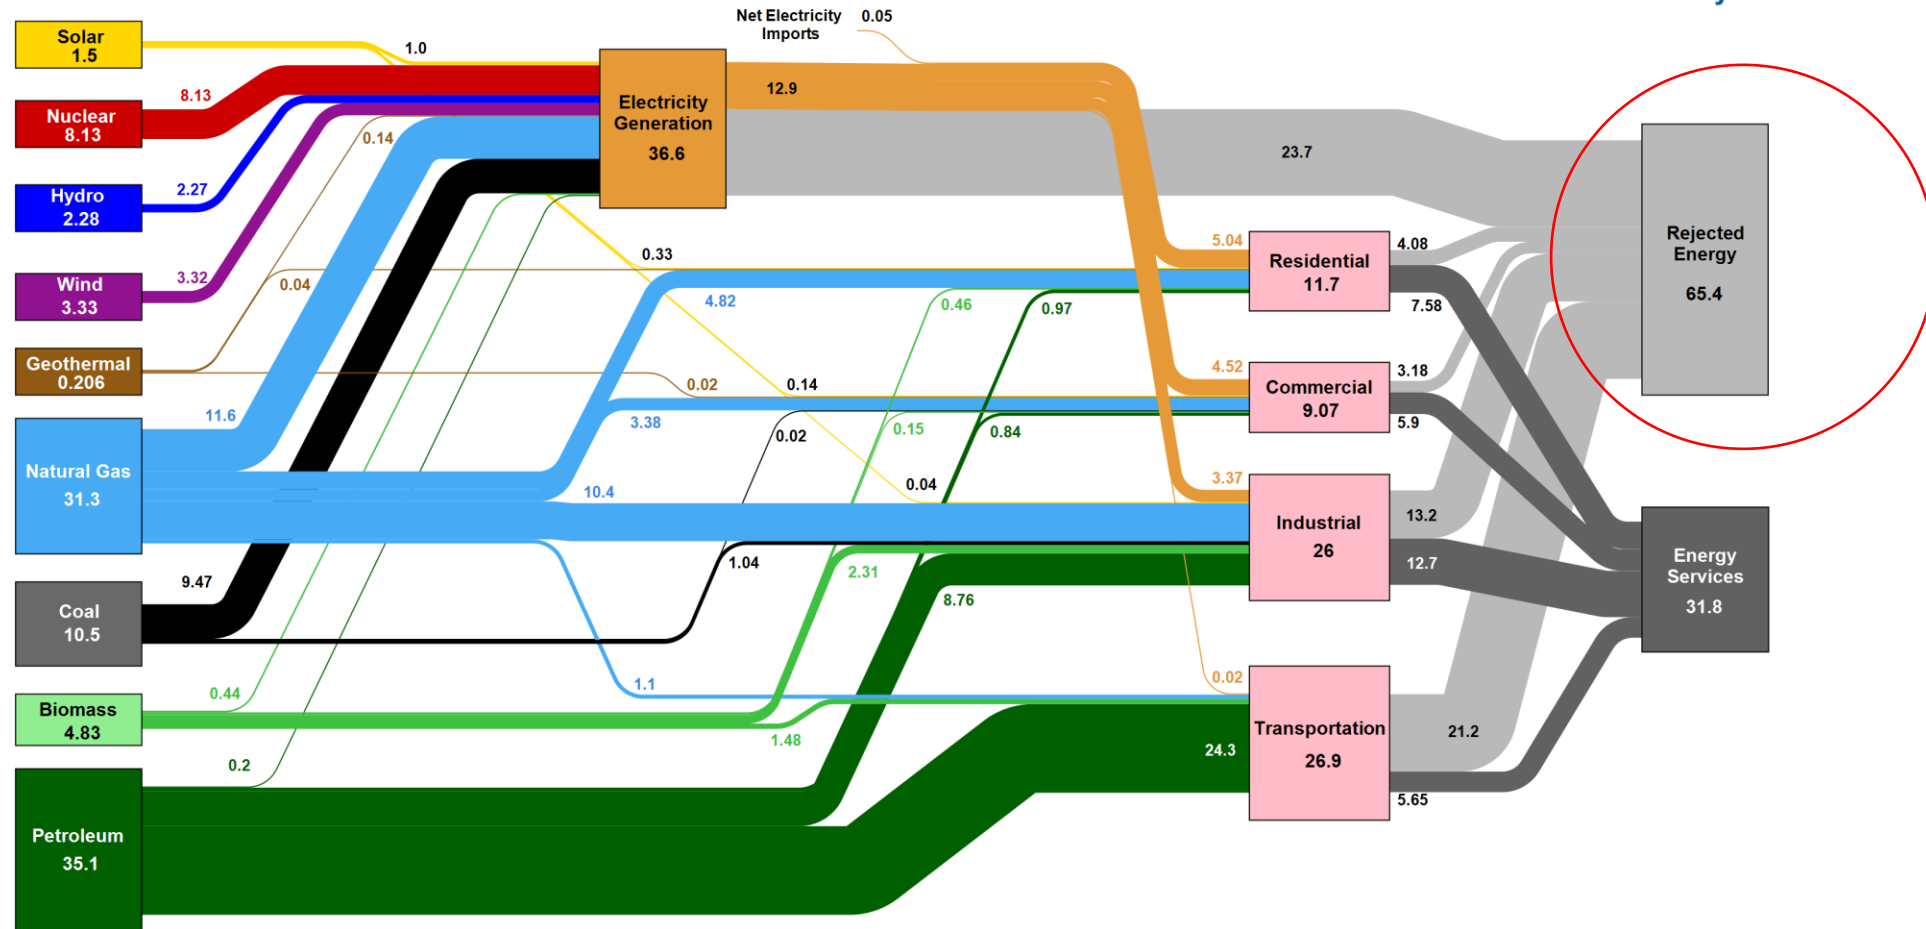 Net Electricity 0.05
Imports
Solar
1.5
1.0
Nuclear
8.13
8.13
Hydro
2.28
2.27
Wind
3.33
3.32
Geothermal
0.206
0.14
0.04
0.02
Natural Gas
31.3
11.6
4.82
3.38
10.4
1.1
Coal
10.5
9.47
0.02
1.04
Biomass
4.83
0.44
0.46
0.15
2.31
1.48
Petroleum
35.1
0.2
0.97
0.84
8.76
24.3
0.33
0.14
0.04
Electricity
Generation
36.6
12.9
23.7
5.04
4.52
3.37
0.02
Residential
11.7
4.08
7.58
Commercial
9.07
3.18
5.9
Industrial
26
13.2
12.7
Transportation
26.9
21.2
5.65
Rejected
Energy
65.4
Energy
Services
31.8